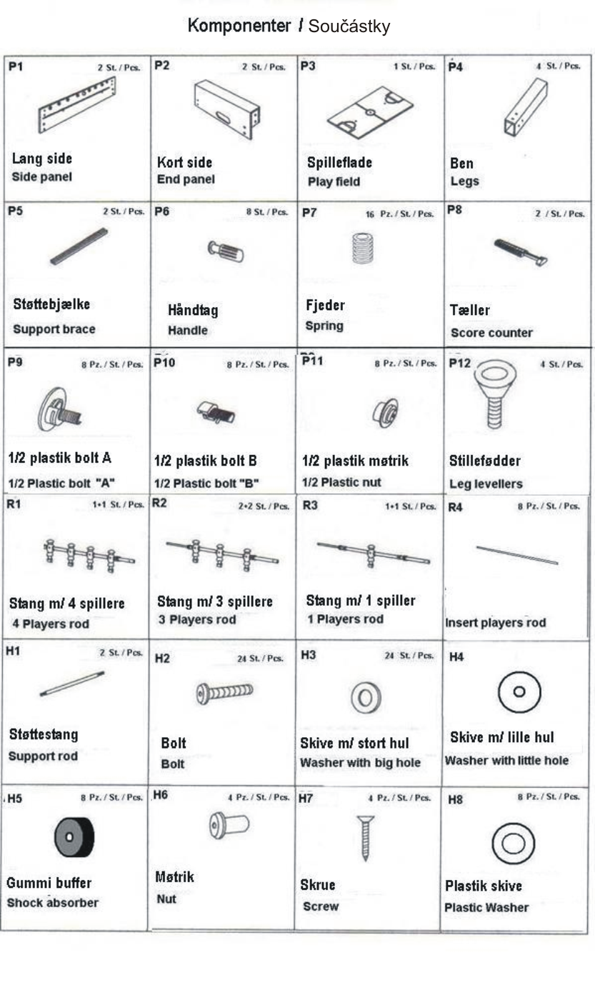 Komponenter / Součástky
P1 2 St. / Pcs.
Lang side
Side panel
P2 2 St. / Pcs.
Kort side
End panel
P3 1 St. / Pcs.
Spilleflade
Play field
P4 4 St. / Pcs.
Ben
Legs
P5 2 St. / Pcs.
Støttebjælke
Support brace
P6 8 St. / Pcs.
Håndtag
Handle
P7 16 Pz. / St. / Pcs.
Fjeder
Spring
P8 2 / St. / Pcs.
Tæller
Score counter
P9 8 Pz. / St. / Pcs.
1/2 plastik bolt A
1/2 Plastic bolt "A"
P10 8 Pz. / St. / Pcs.
1/2 plastik bolt B
1/2 Plastic bolt "B"
P11 8 Pz. / St. / Pcs.
1/2 plastik møtrik
1/2 Plastic nut
P12 4 St. / Pcs.
Stillefødder
Leg levellers
R1 1+1 St. / Pcs.
Stang m/ 4 spillere
4 Players rod
R2 2+2 St. / Pcs.
Stang m/ 3 spillere
3 Players rod
R3 1+1 St. / Pcs.
Stang m/ 1 spiller
1 Players rod
R4 8 Pz. / St. / Pcs.
Insert players rod
H1 2 St. / Pcs.
Støttestang
Support rod
H2 24 St. / Pcs.
Bolt
Bolt
H3 24 St. / Pcs.
Skive m/ stort hul
Washer with big hole
H4
Skive m/ lille hul
Washer with little hole
H5 8 Pz. / St. / Pcs.
Gummi buffer
Shock absorber
H6 4 Pz. / St. / Pcs.
Møtrik
Nut
H7 4 Pz. / St. / Pcs.
Skrue
Screw
H8 8 Pz. / St. / Pcs.
Plastik skive
Plastic Washer